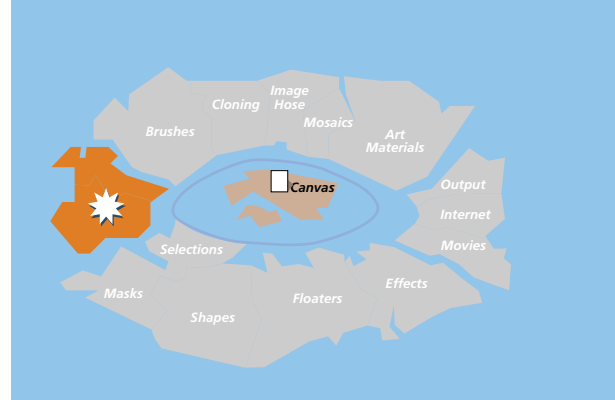 Image
Hose
Cloning
Mosaics
Brushes
Art
Materials
Canvas
Output
Internet
Movies
Selections
Masks
Shapes
Floaters
Effects